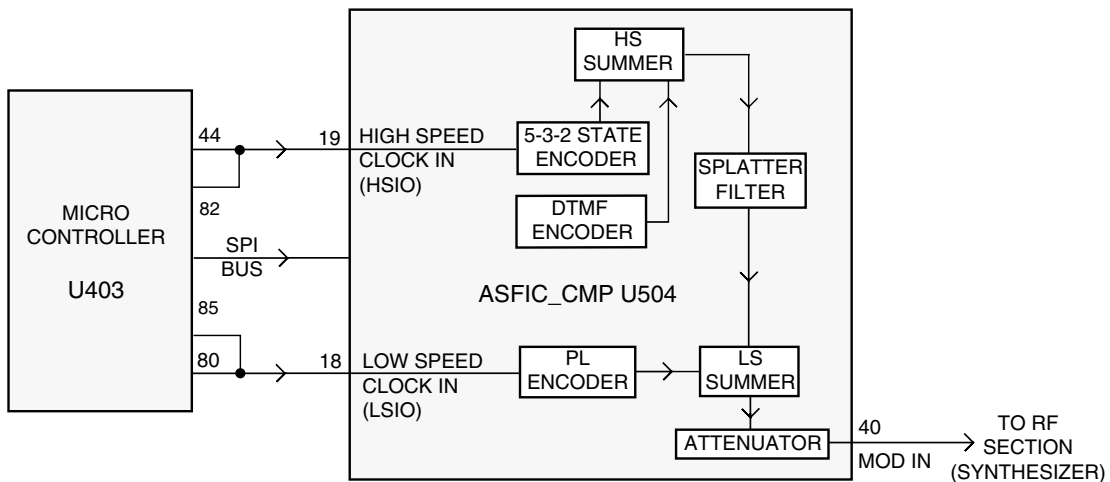 HS
SUMMER
44
19
HIGH SPEED
CLOCK IN
(HSIO)
5-3-2 STATE
ENCODER
SPLATTER
FILTER
DTMF
ENCODER
82
MICRO
CONTROLLER
U403
SPI
BUS
ASFIC_CMP U504
85
80
18
LOW SPEED
CLOCK IN
(LSIO)
PL
ENCODER
LS
SUMMER
ATTENUATOR
40
MOD IN
TO RF
SECTION
(SYNTHESIZER)